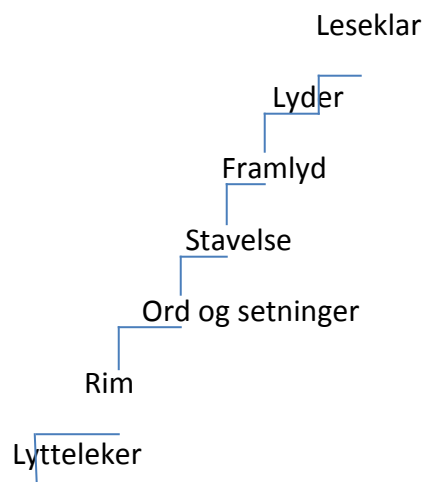 Leseklar
Lyder
Framlyd
Stavelse
Ord og setninger
Rim
Lytteleker